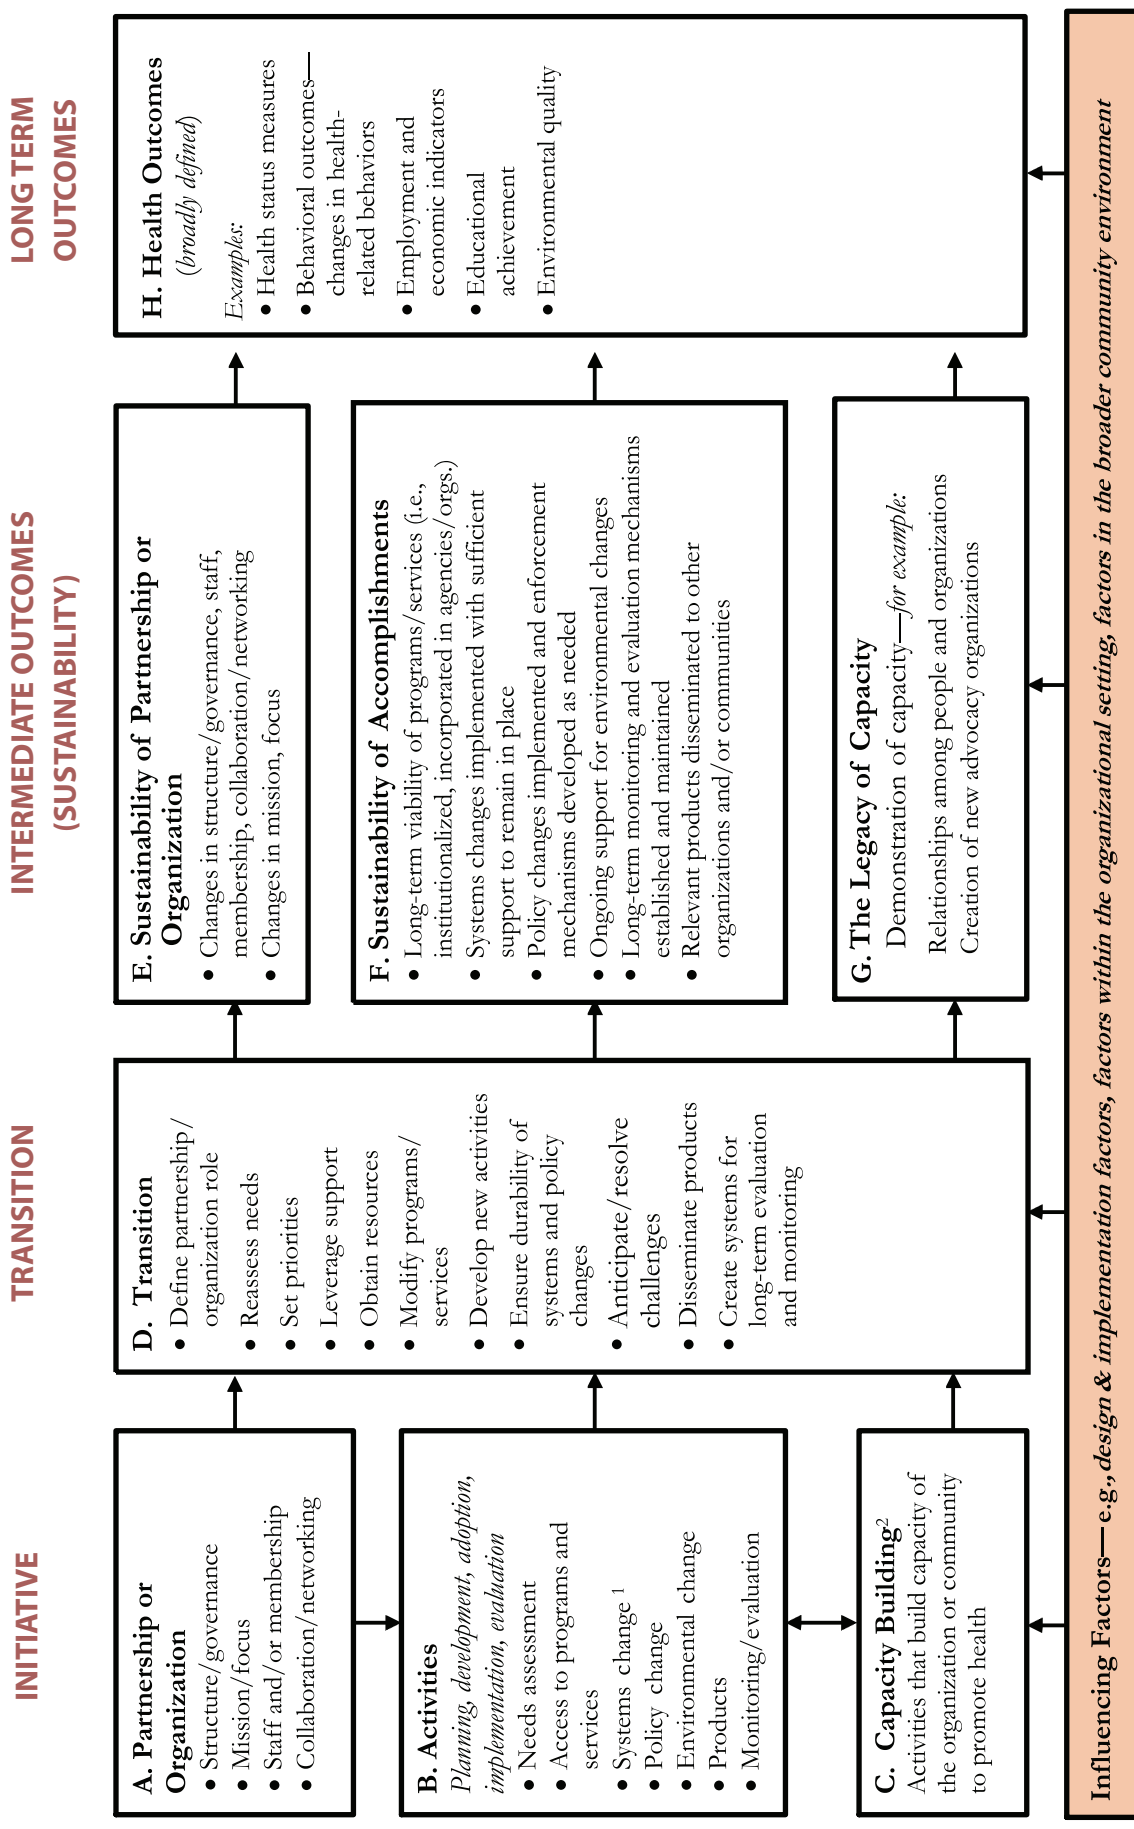 INITIATIVE
TRANSITION
INTERMEDIATE OUTCOMES
(SUSTAINABILITY)
LONG TERM
OUTCOMES
A. Partnership or
Organization
• Structure/governance
• Mission/focus
• Staff and/or membership
• Collaboration/networking
B. Activities
Planning, development, adoption,
implementation, evaluation
• Needs assessment
• Access to programs and
services
• Systems change 1
• Policy change
• Environmental change
• Products
• Monitoring/evaluation
C. Capacity Building2
Activities that build capacity of
the organization or community
to promote health
D. Transition
• Define partnership/
organization role
• Reassess needs
• Set priorities
• Leverage support
• Obtain resources
• Modify programs/
services
• Develop new activities
• Ensure durability of
systems and policy
changes
• Anticipate/resolve
challenges
• Disseminate products
• Create systems for
long-term evaluation
and monitoring
E. Sustainability of Partnership or
Organization
• Changes in structure/governance, staff,
membership, collaboration/networking
• Changes in mission, focus
F. Sustainability of Accomplishments
• Long-term viability of programs/services (i.e.,
institutionalized, incorporated in agencies/orgs.)
• Systems changes implemented with sufficient
support to remain in place
• Policy changes implemented and enforcement
mechanisms developed as needed
• Ongoing support for environmental changes
• Long-term monitoring and evaluation mechanisms
established and maintained
• Relevant products disseminated to other
organizations and/or communities
G. The Legacy of Capacity
Demonstration of capacity—for example:
Relationships among people and organizations
Creation of new advocacy organizations
H. Health Outcomes
(broadly defined)
Examples:
• Health status measures
• Behavioral outcomes—
changes in health-
related behaviors
• Employment and
economic indicators
• Educational
achievement
• Environmental quality
Influencing Factors—e.g., design & implementation factors, factors within the organizational setting, factors in the broader community environment